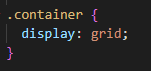 .container {
  display: grid;
}